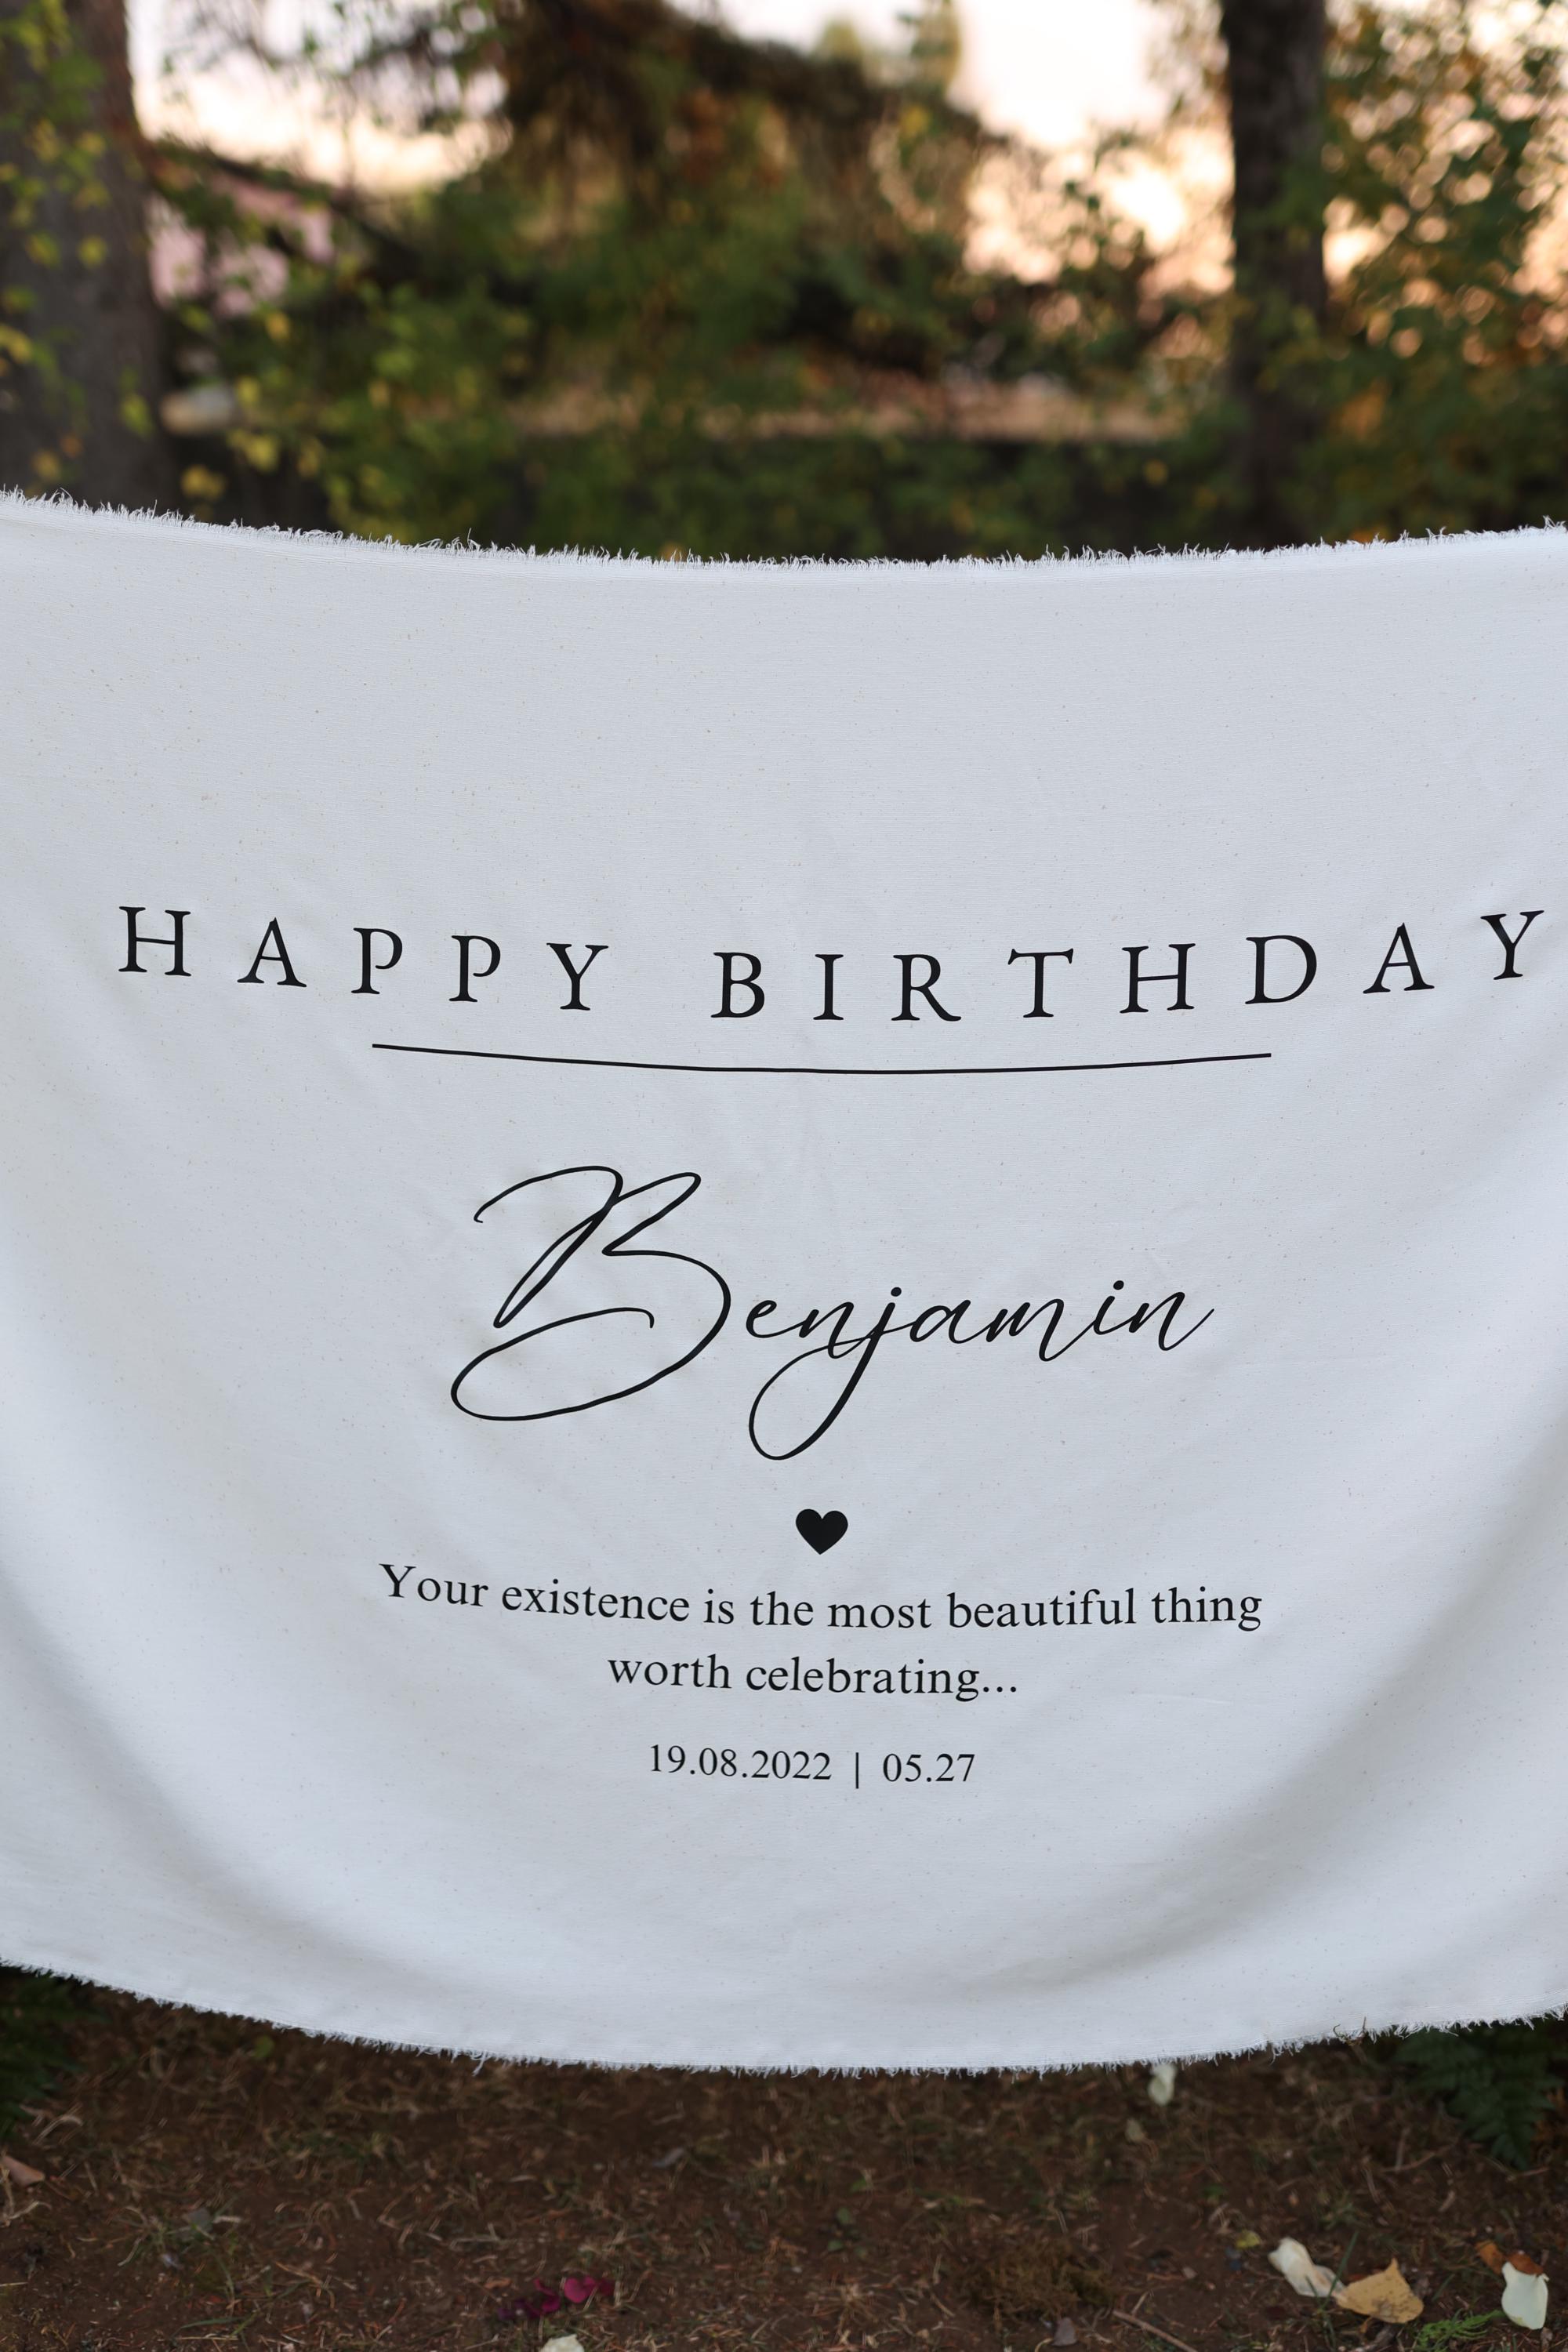 HAPPY BIRTHDAY
Benjamin
Your existence is the most beautiful thing
worth celebrating...
19.08.2022 | 05.27